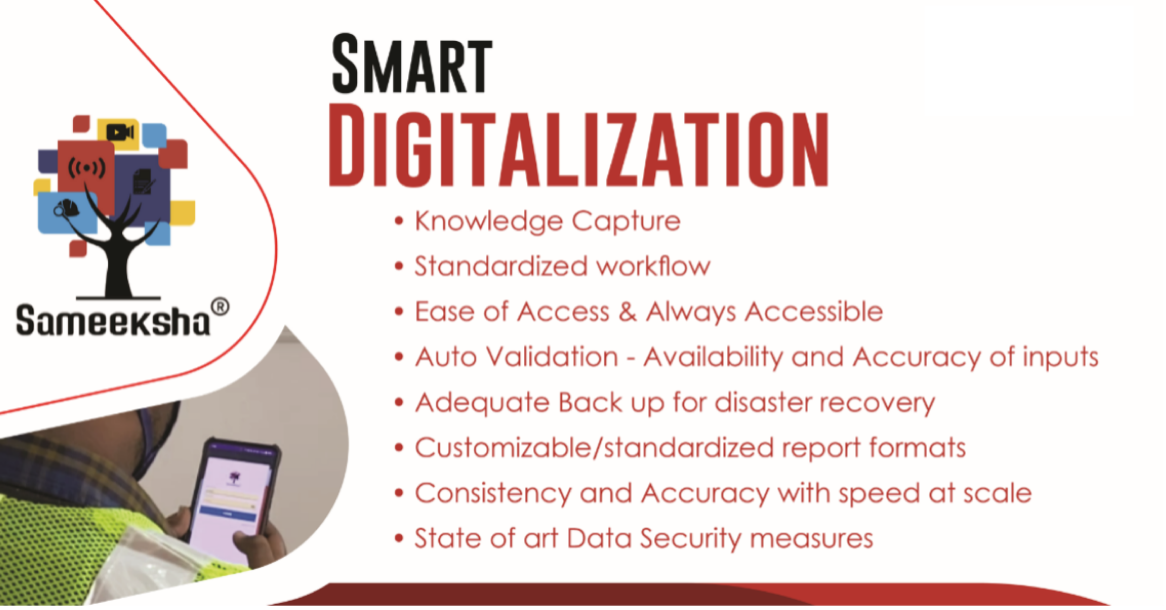 SMART
DIGITALIZATION
• Knowledge Capture
• Standardized workflow
• Ease of Access & Always Accessible
• Auto Validation - Availability and Accuracy of inputs
• Adequate Back up for disaster recovery
• Customizable/standardized report formats
• Consistency and Accuracy with speed at scale
• State of art Data Security measures
Sameeksha®